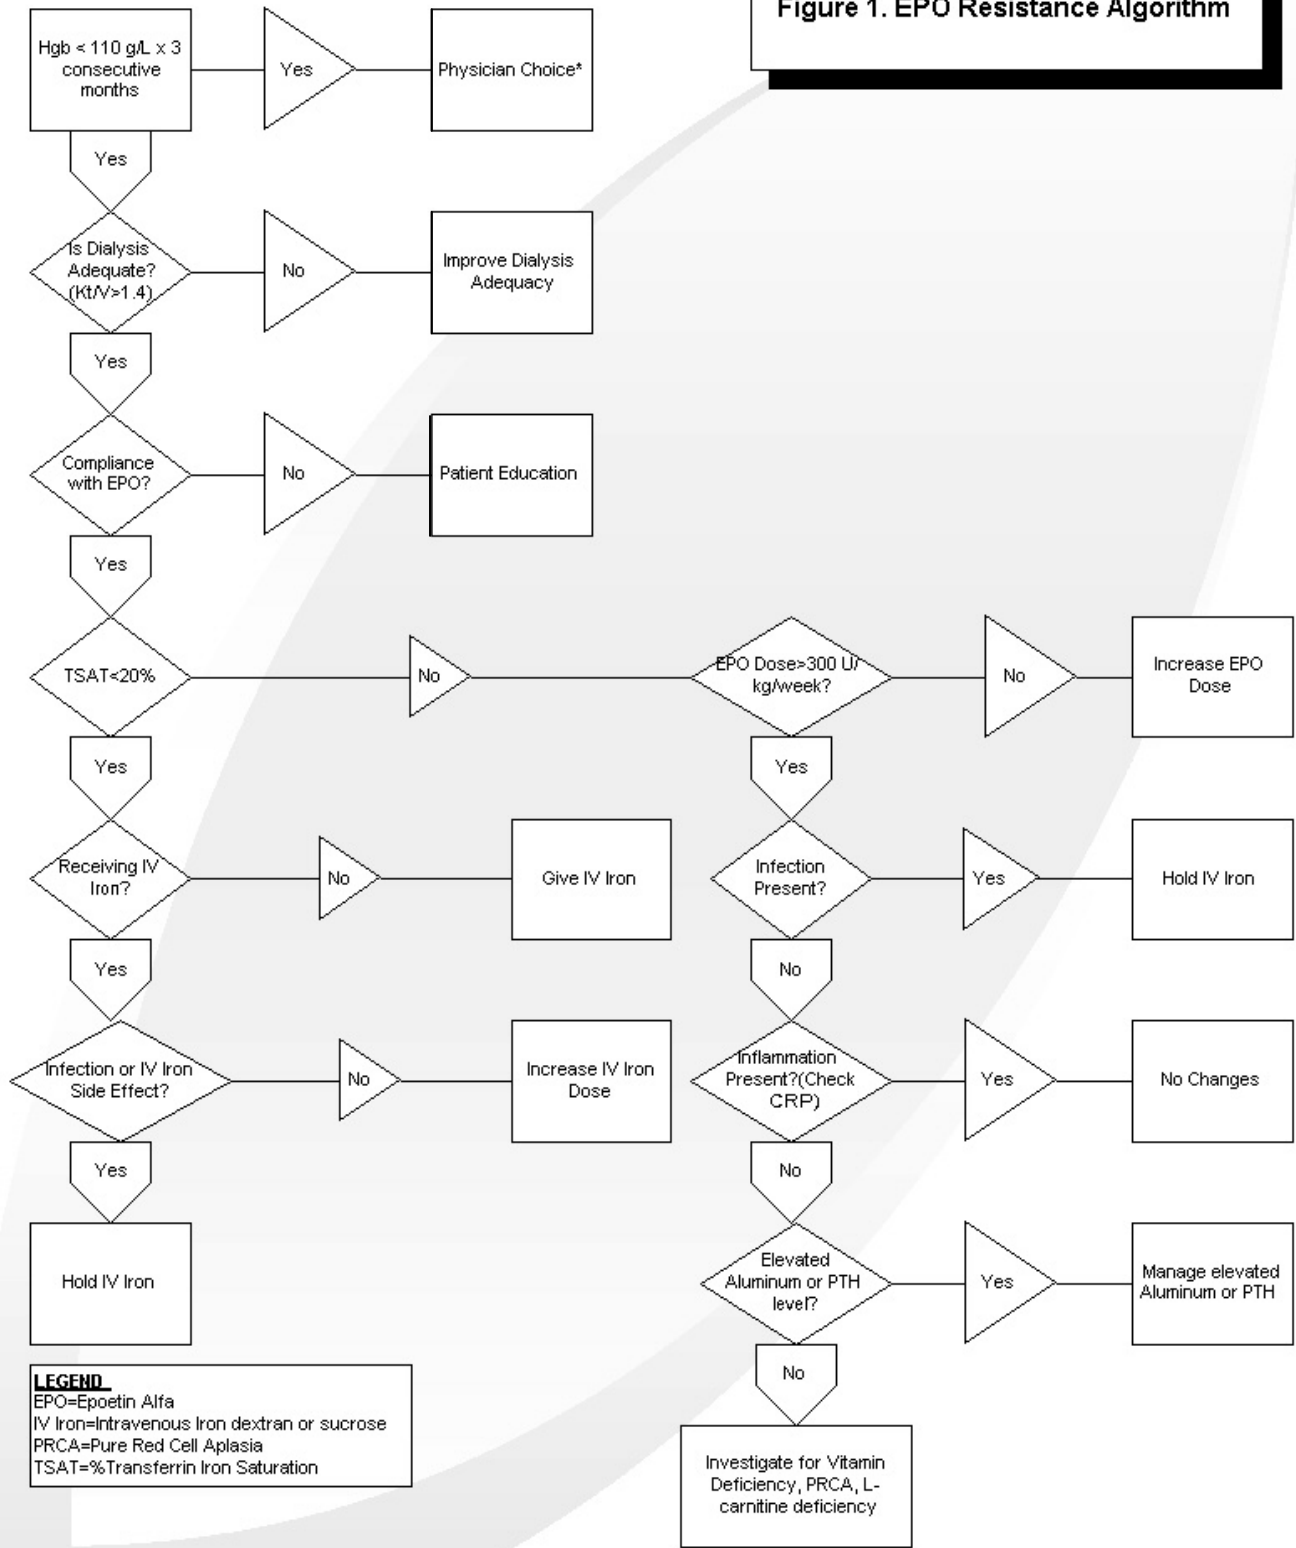 Figure 1. EPO Resistance Algorithm
Hgb < 110 g/L x 3
consecutive
months
Yes
Physician Choice*
Yes
Is Dialysis
Adequate?
(Kt/V>1.4)
No
Improve Dialysis
Adequacy
Yes
Compliance
with EPO?
No
Patient Education
Yes
TSAT<20%
No
EPO Dose>300 U/
kg/week?
No
Increase EPO
Dose
Yes
Yes
Receiving IV
Iron?
No
Give IV Iron
Infection
Present?
Yes
Hold IV Iron
Yes
No
Infection or IV Iron
Side Effect?
No
Increase IV Iron
Dose
Inflammation
Present?(Check
CRP)
Yes
No Changes
Yes
No
Hold IV Iron
Elevated
Aluminum or PTH
level?
Yes
Manage elevated
Aluminum or PTH
No
LEGEND
EPO=Epoetin Alfa
IV Iron=Intravenous Iron dextran or sucrose
PRCA=Pure Red Cell Aplasia
TSAT=%Transferrin Iron Saturation
Investigate for Vitamin
Deficiency, PRCA, L-
carnitine deficiency